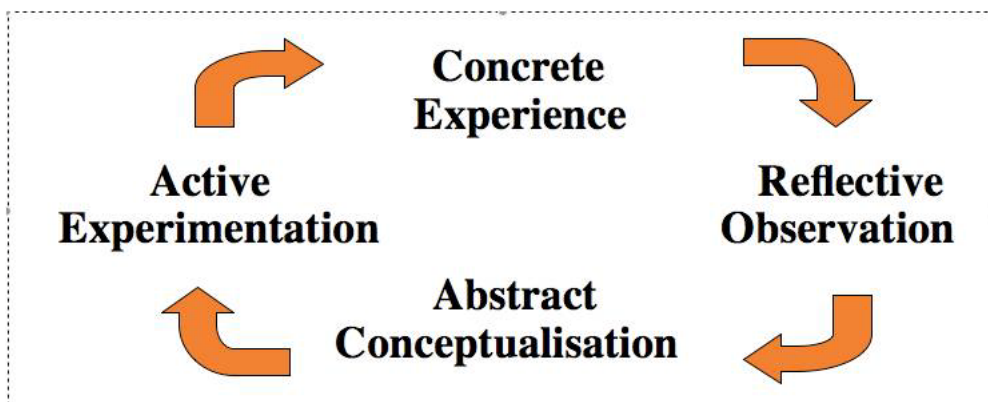 Concrete
Experience
Active
Experimentation
Reflective
Observation
Abstract
Conceptualisation